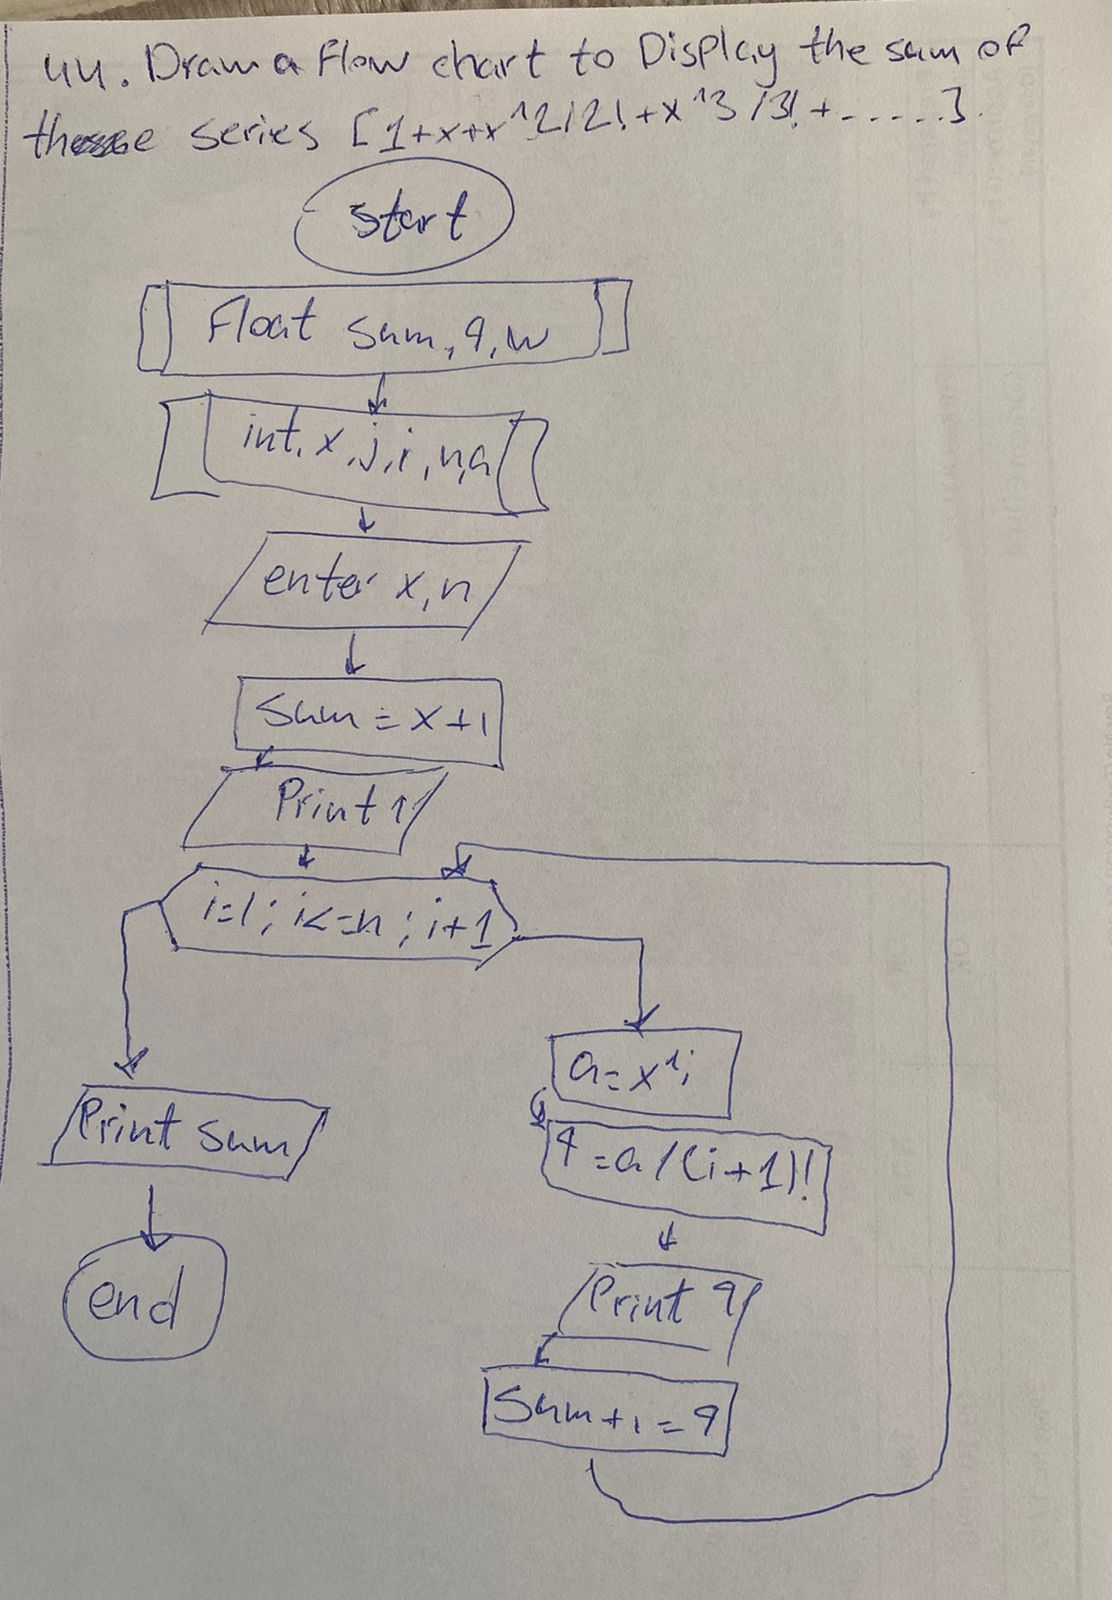 44. Draw a Flow chart to Display the sum of
these series [1+x+x^2/2!+x^3/3!+......].
start
Float sum, q, w
int, x, j, i, n, a
enter x, n
Sum = x + 1
Print 1
i=1; i<=n; i+1
a = x^i
q = a / (i+1)!
Print q
Sum + 1 = q
Print sum
end